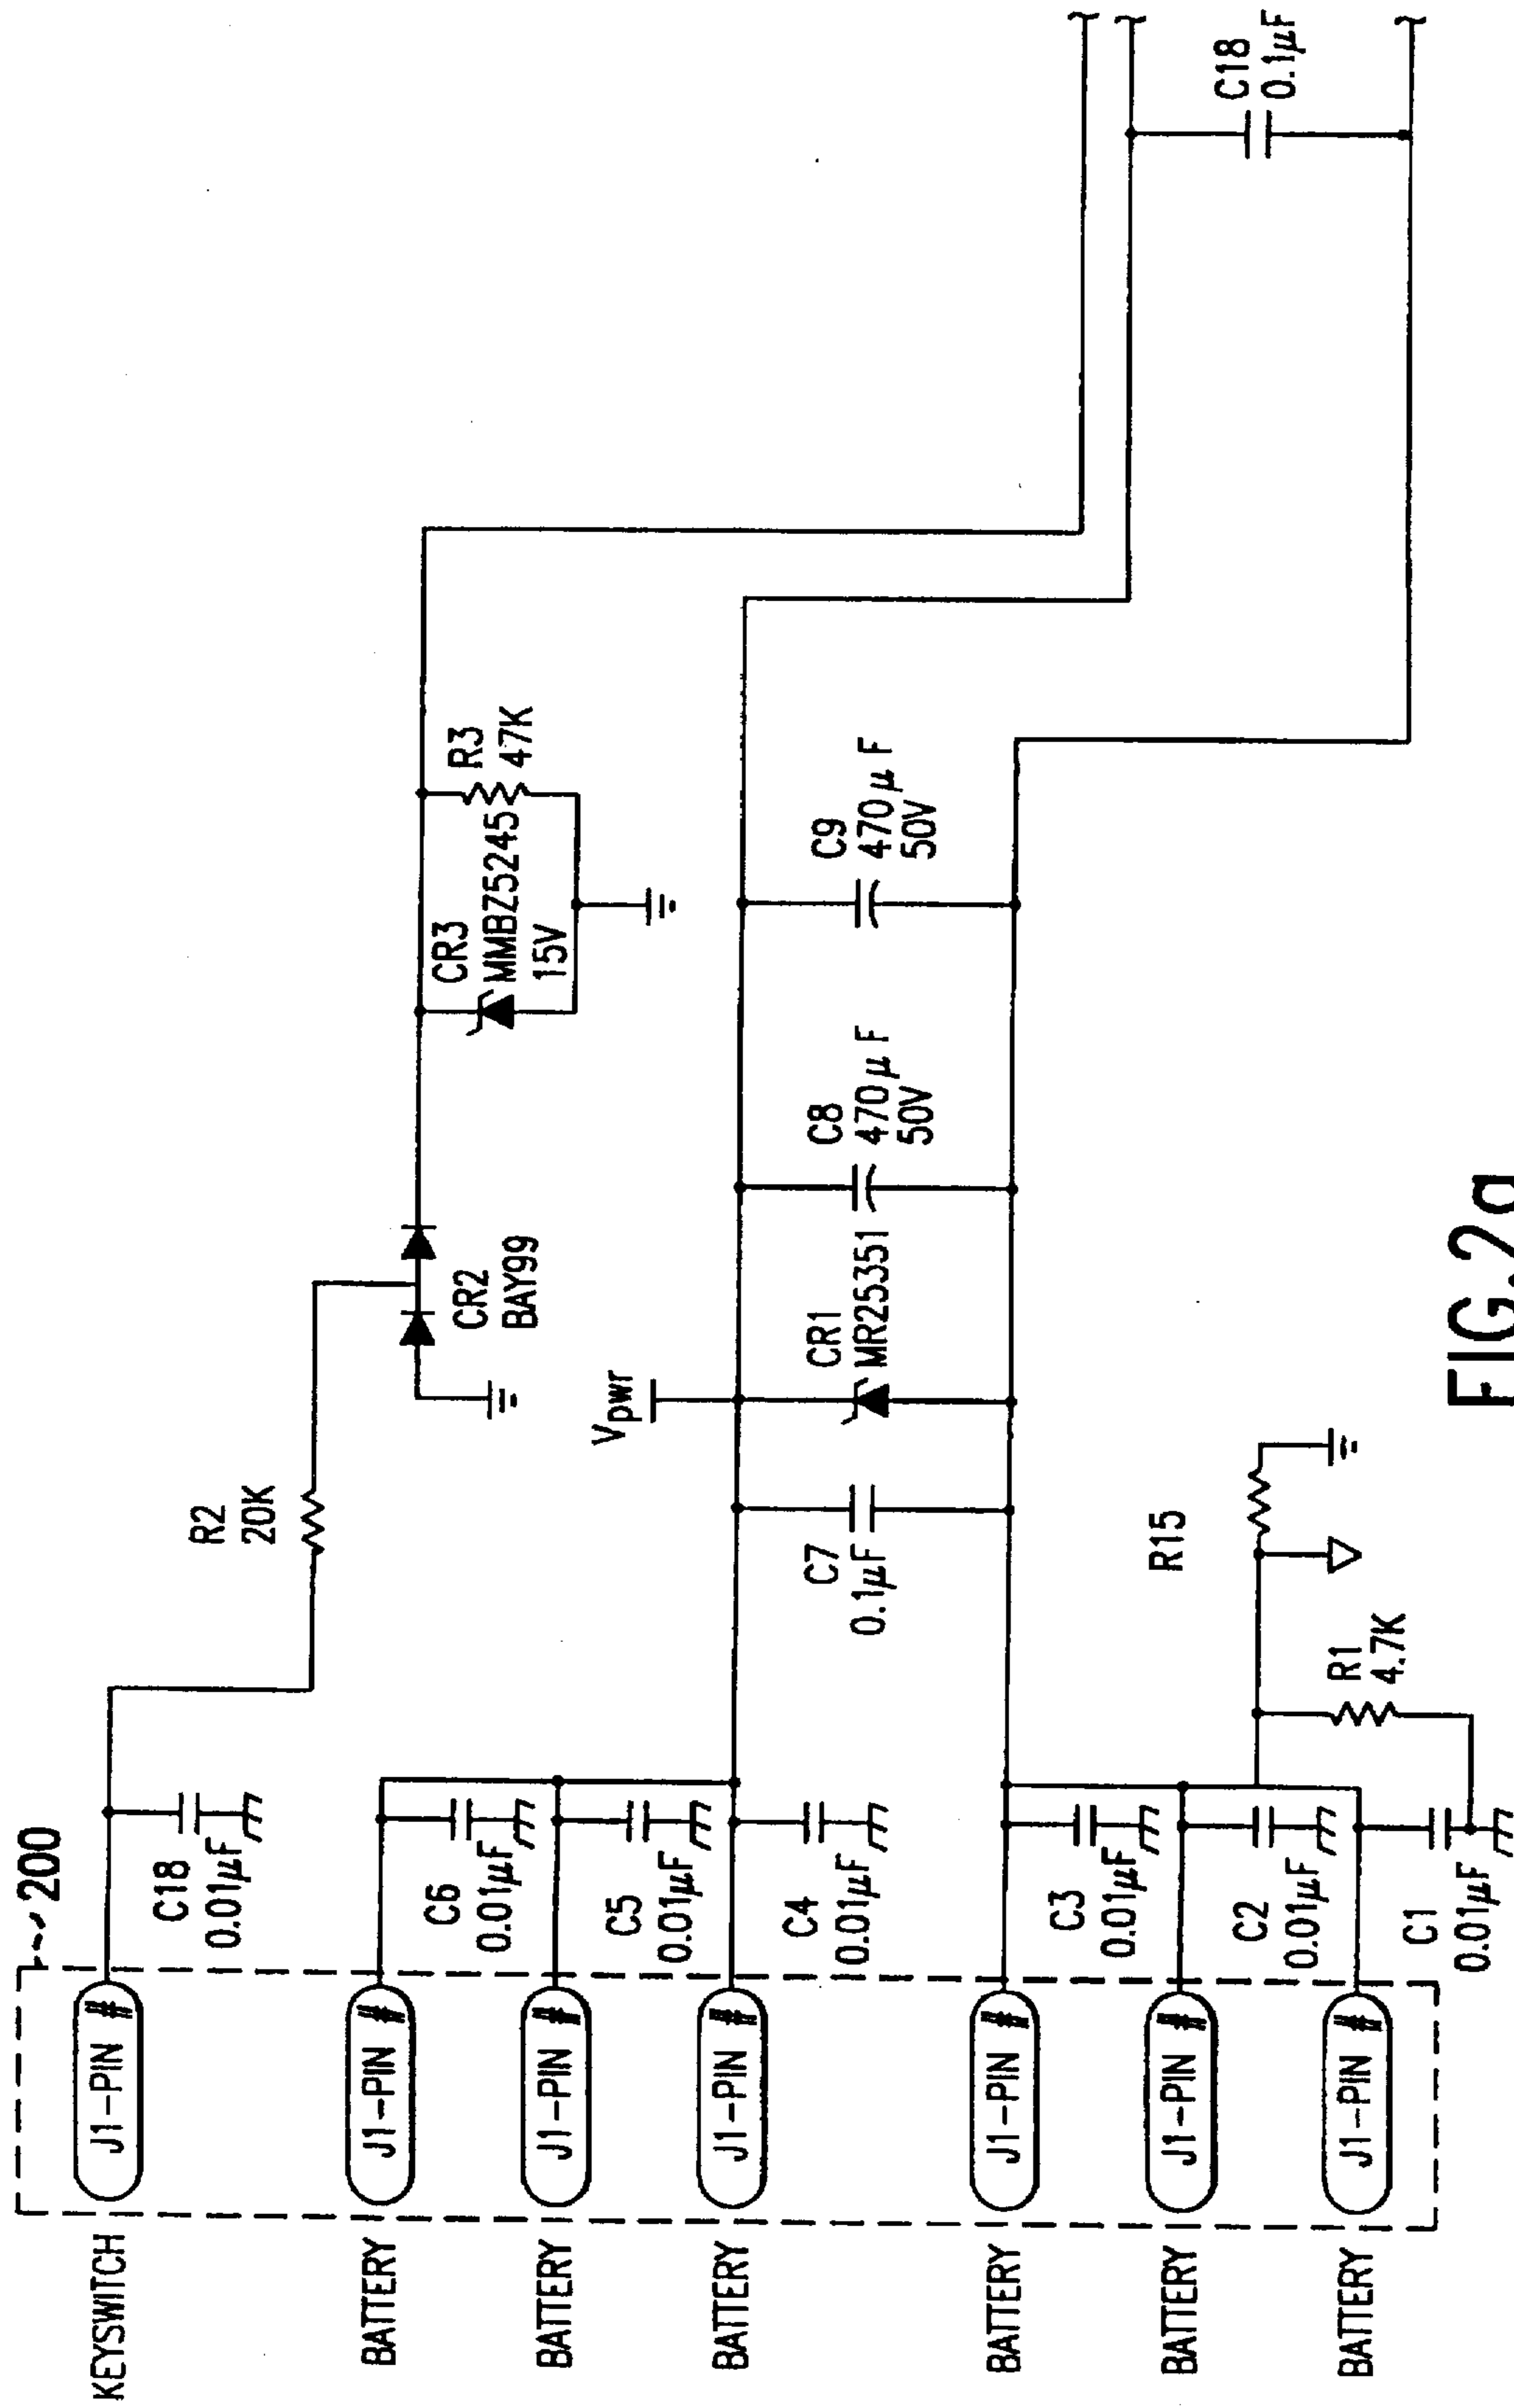 200
KEYSWITCH
J1-PIN #
C18
0.01µF
R2
20K
CR2
BAY99
CR3
MMBZ5245
15V
R3
47K
BATTERY
J1-PIN #
C6
0.01µF
BATTERY
J1-PIN #
C5
0.01µF
BATTERY
J1-PIN #
C4
0.01µF
Vpwr
C7
0.1µF
CR1
MR25351
C8
470µF
50V
C9
470µF
50V
C18
0.1µF
BATTERY
J1-PIN #
C3
0.01µF
BATTERY
J1-PIN #
C2
0.01µF
BATTERY
J1-PIN #
C1
0.01µF
R1
4.7K
R15
FIG.2a